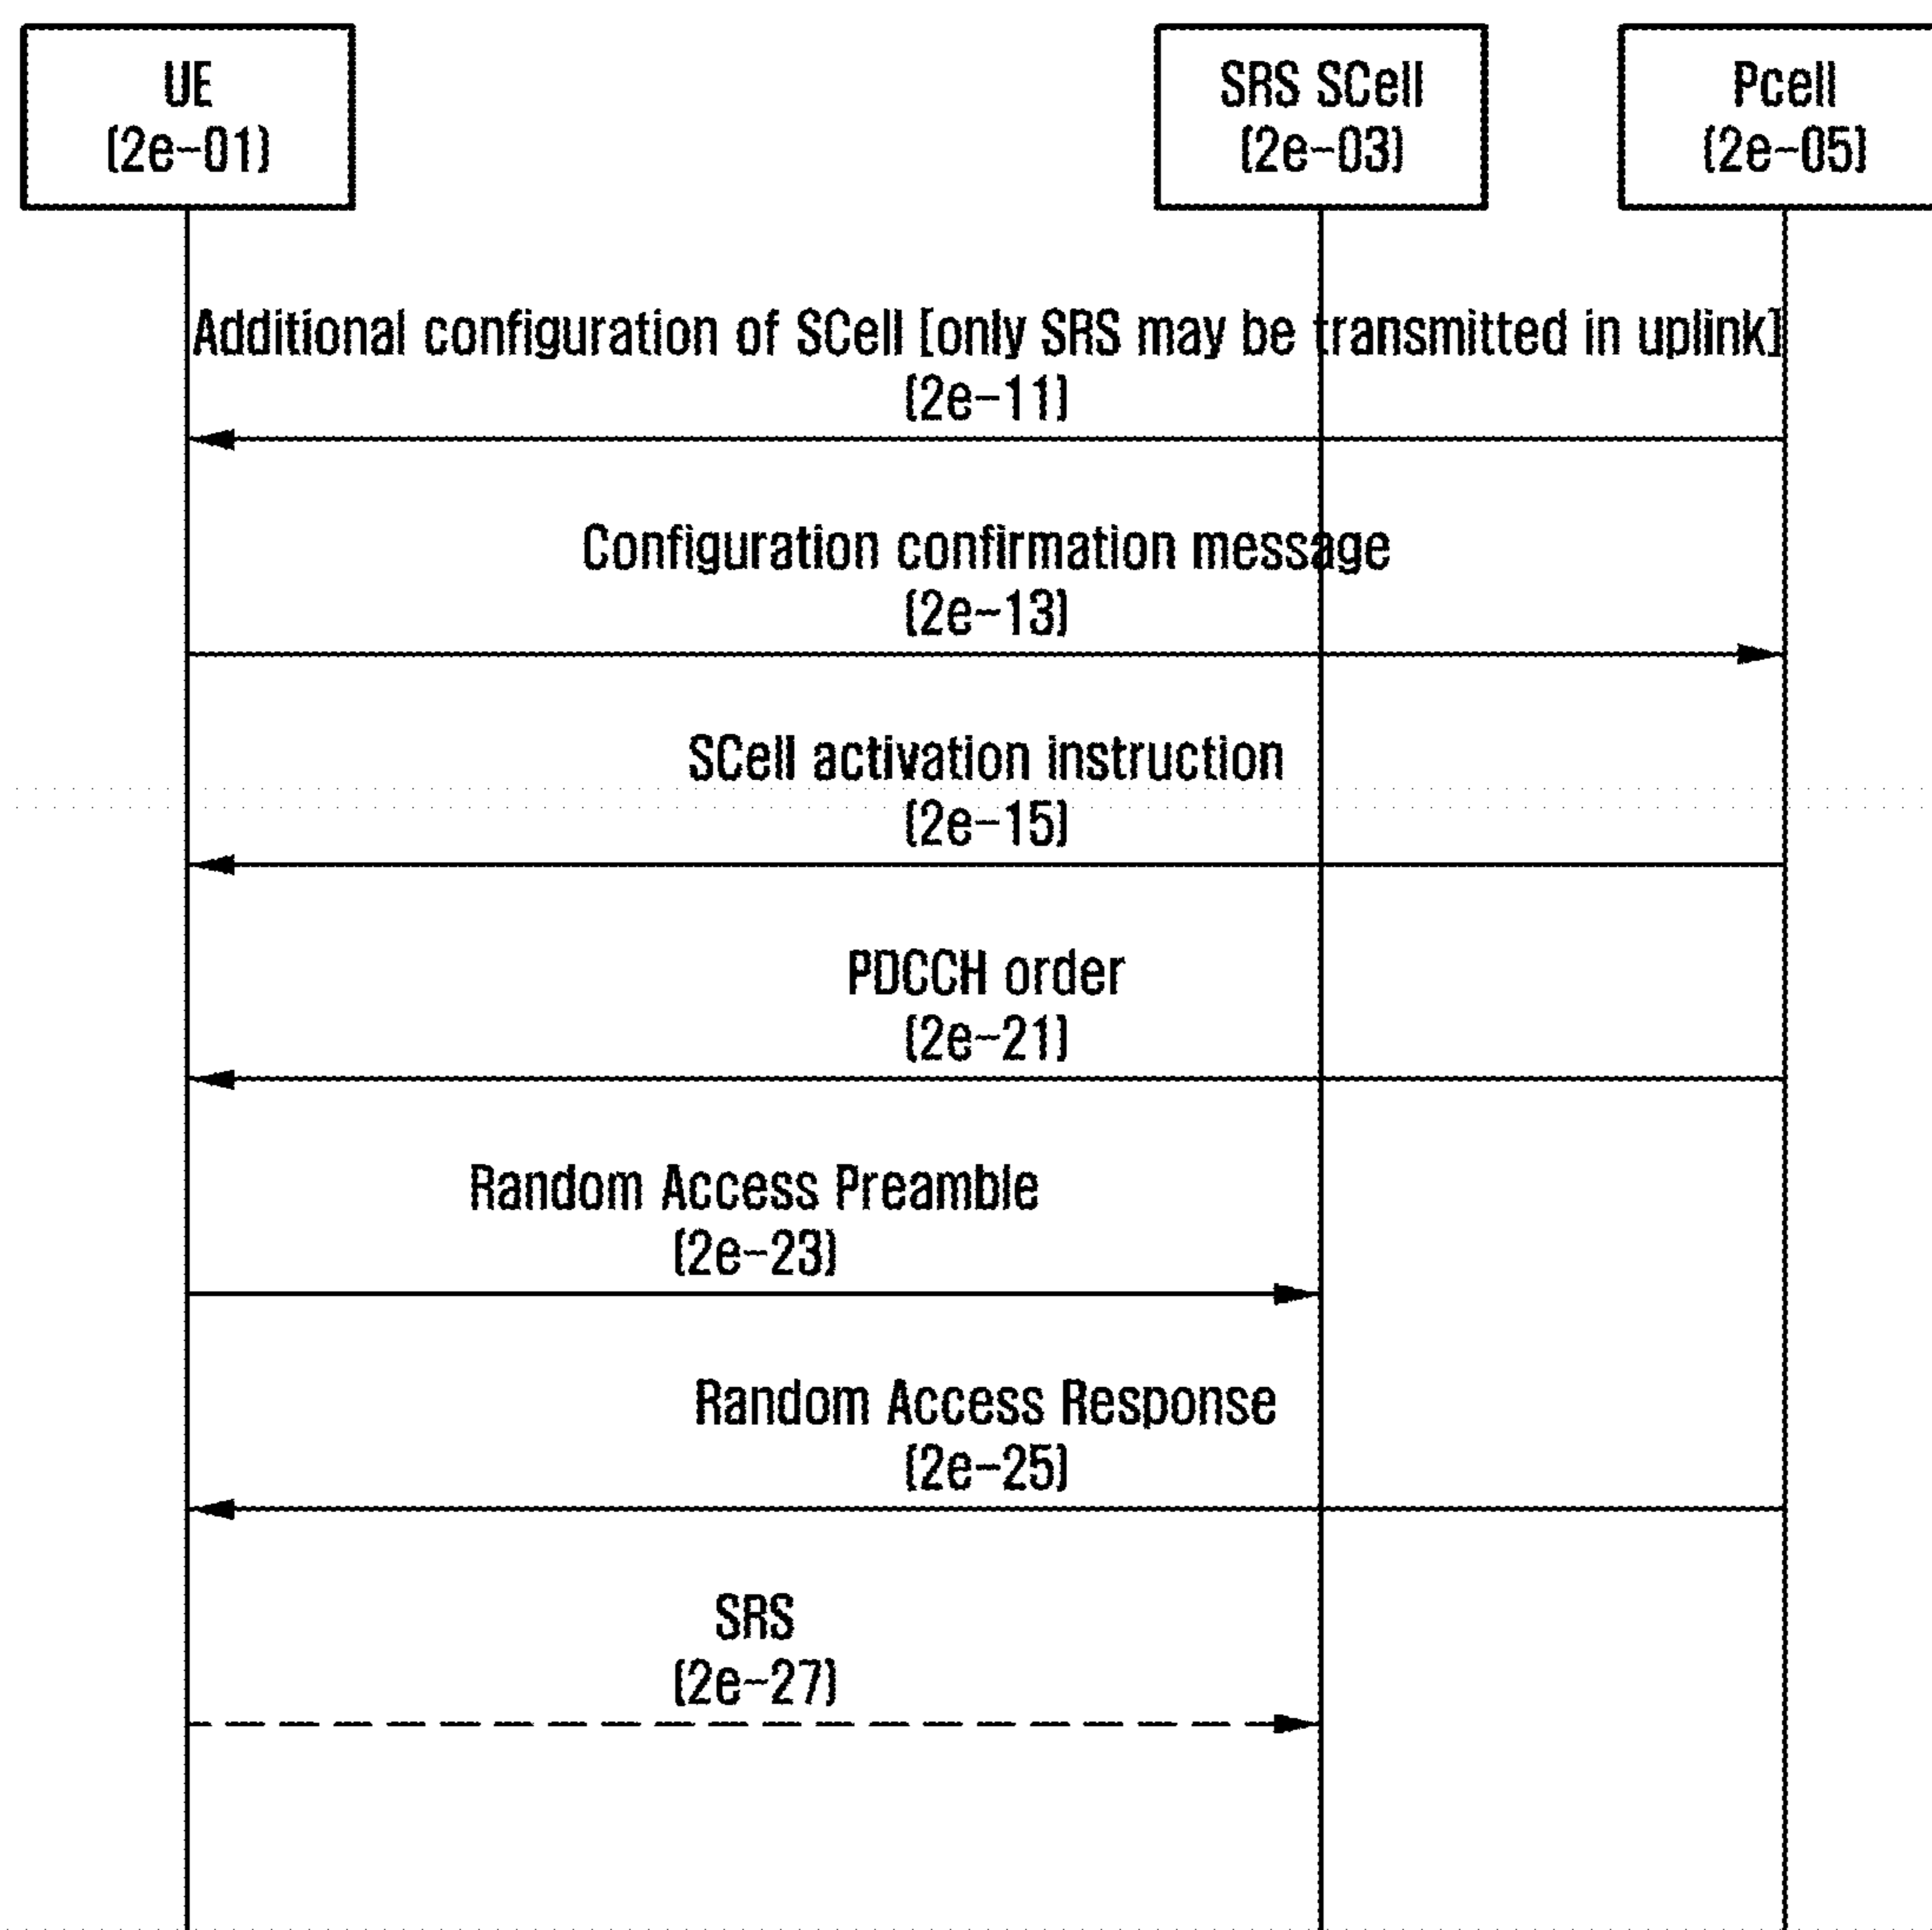 UE
(2e-01)
SRS SCell
(2e-03)
Pcell
(2e-05)
Additional configuration of SCell [only SRS may be transmitted in uplink]
(2e-11)
Configuration confirmation message
(2e-13)
SCell activation instruction
(2e-15)
PDCCH order
(2e-21)
Random Access Preamble
(2e-23)
Random Access Response
(2e-25)
SRS
(2e-27)